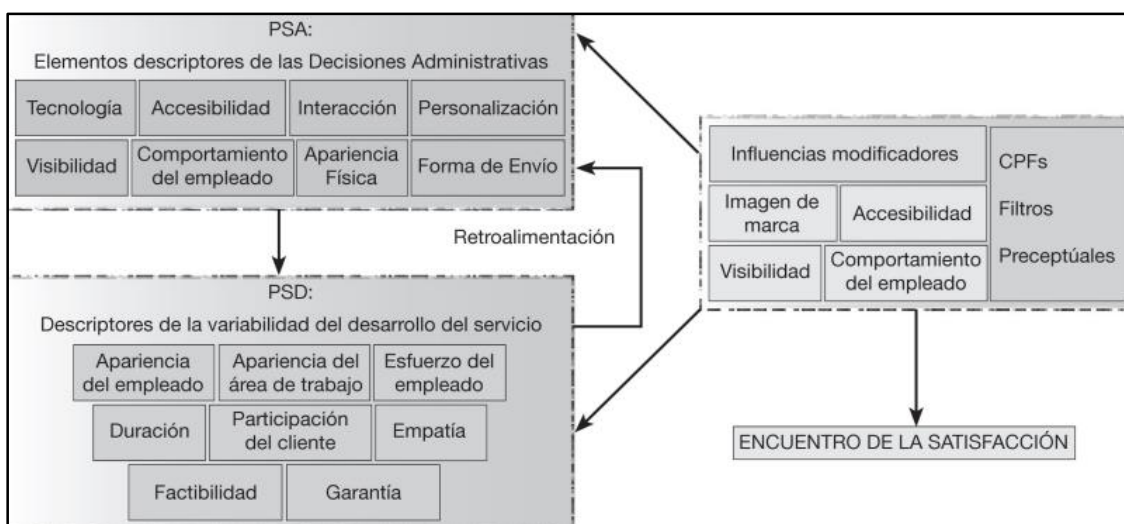 PSA:
Elementos descriptores de las Decisiones Administrativas
Tecnología
Accesibilidad
Interacción
Personalización
Visibilidad
Comportamiento
del empleado
Apariencia
Física
Forma de Envío
Retroalimentación
PSD:
Descriptores de la variabilidad del desarrollo del servicio
Apariencia
del empleado
Apariencia del
área de trabajo
Esfuerzo del
empleado
Duración
Participación
del cliente
Empatía
Factibilidad
Garantía
Influencias modificadores
Imagen de
marca
Accesibilidad
Visibilidad
Comportamiento
del empleado
CPFs
Filtros
Preceptúales
ENCUENTRO DE LA SATISFACCIÓN